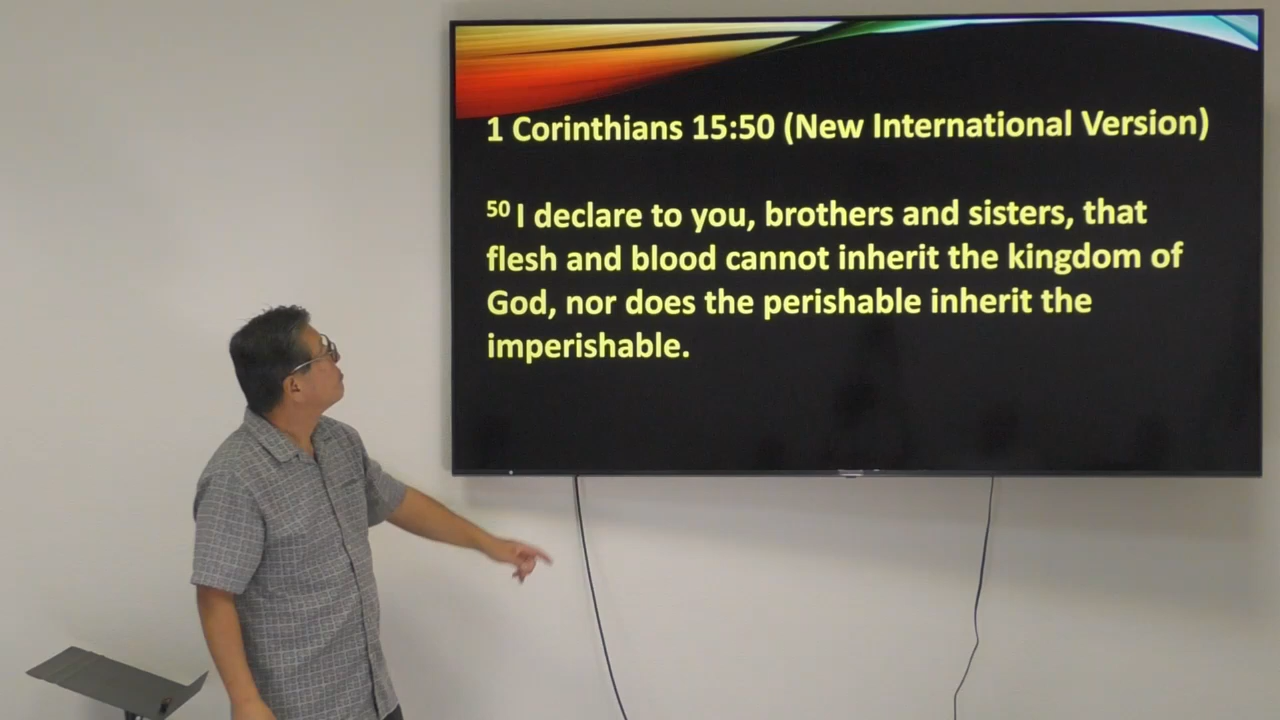 1 Corinthians 15:50 (New International Version)
50 I declare to you, brothers and sisters, that
flesh and blood cannot inherit the kingdom of
God, nor does the perishable inherit the
imperishable.